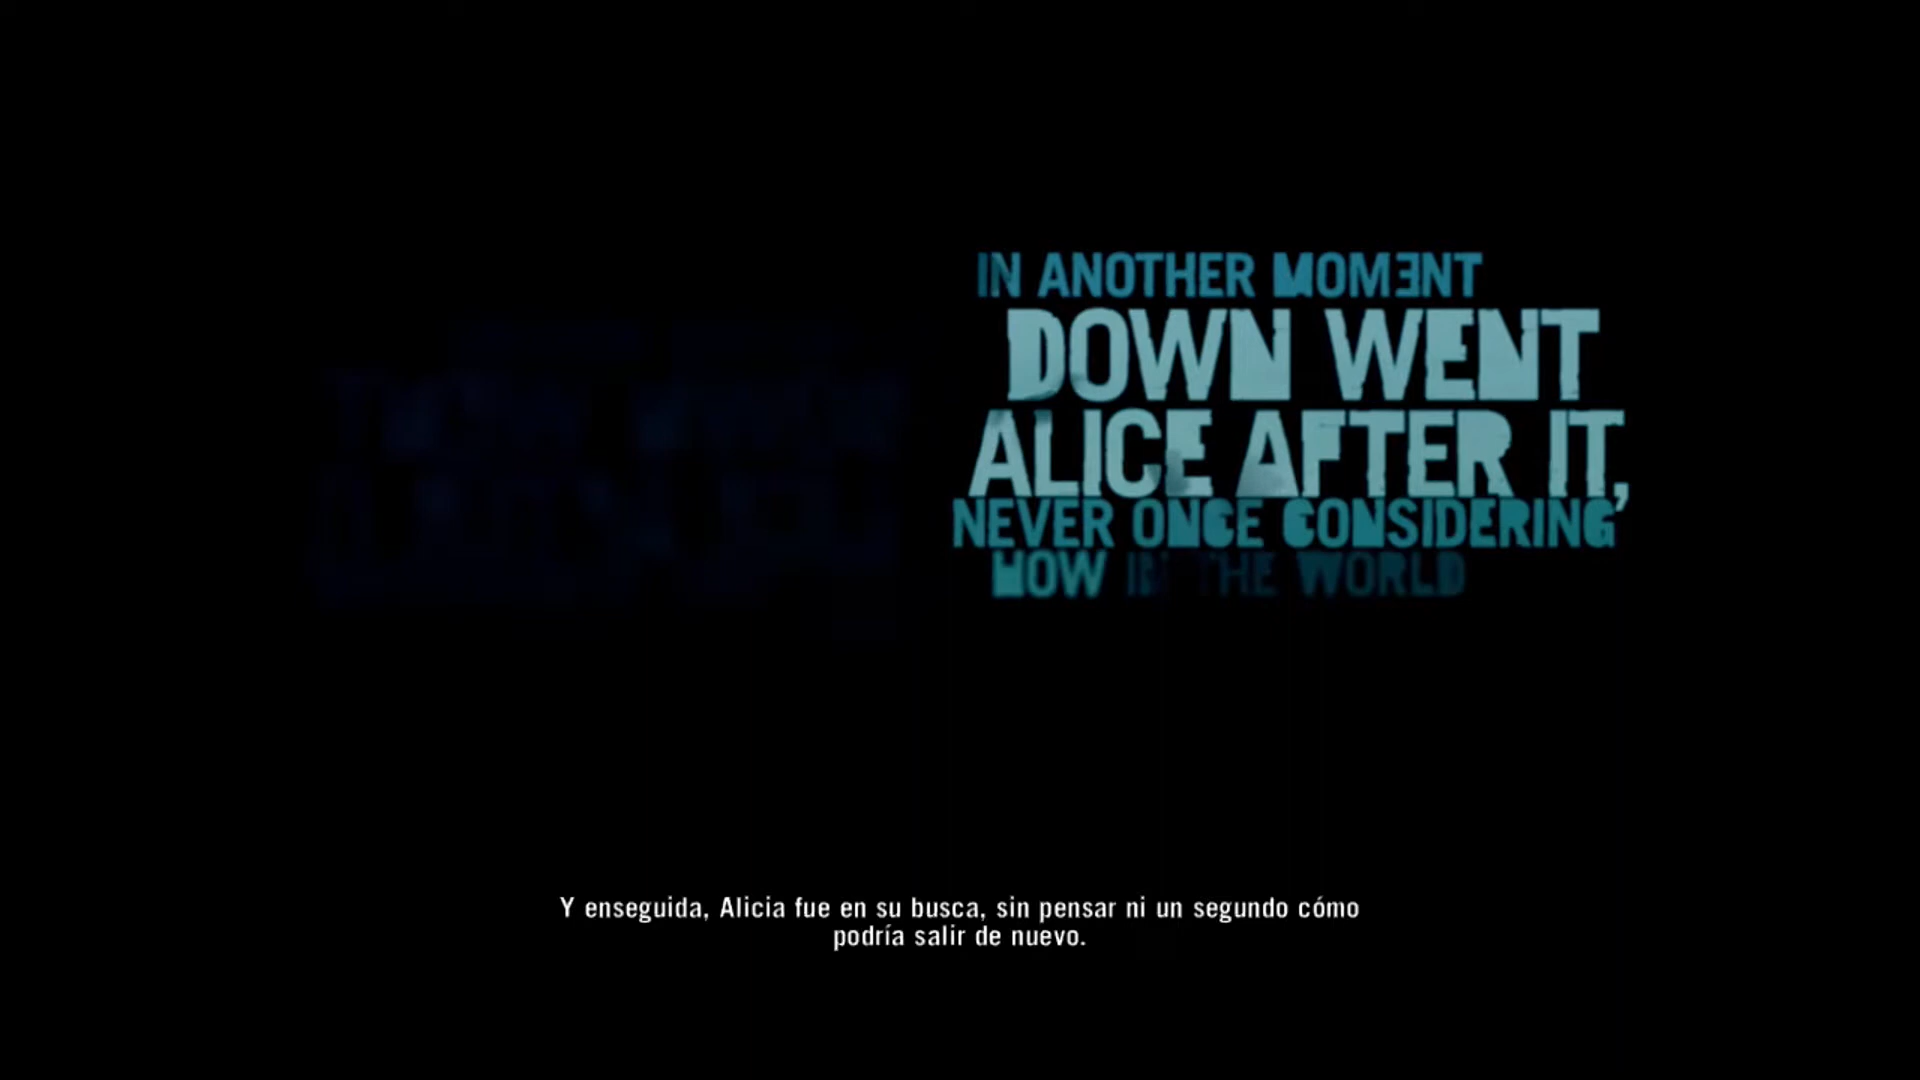 IN ANOTHER MOMENT
DOWN WENT
ALICE AFTER IT,
NEVER ONCE CONSIDERING
HOW IN THE WORLD
Y enseguida, Alicia fue en su busca, sin pensar ni un segundo cómo
podría salir de nuevo.